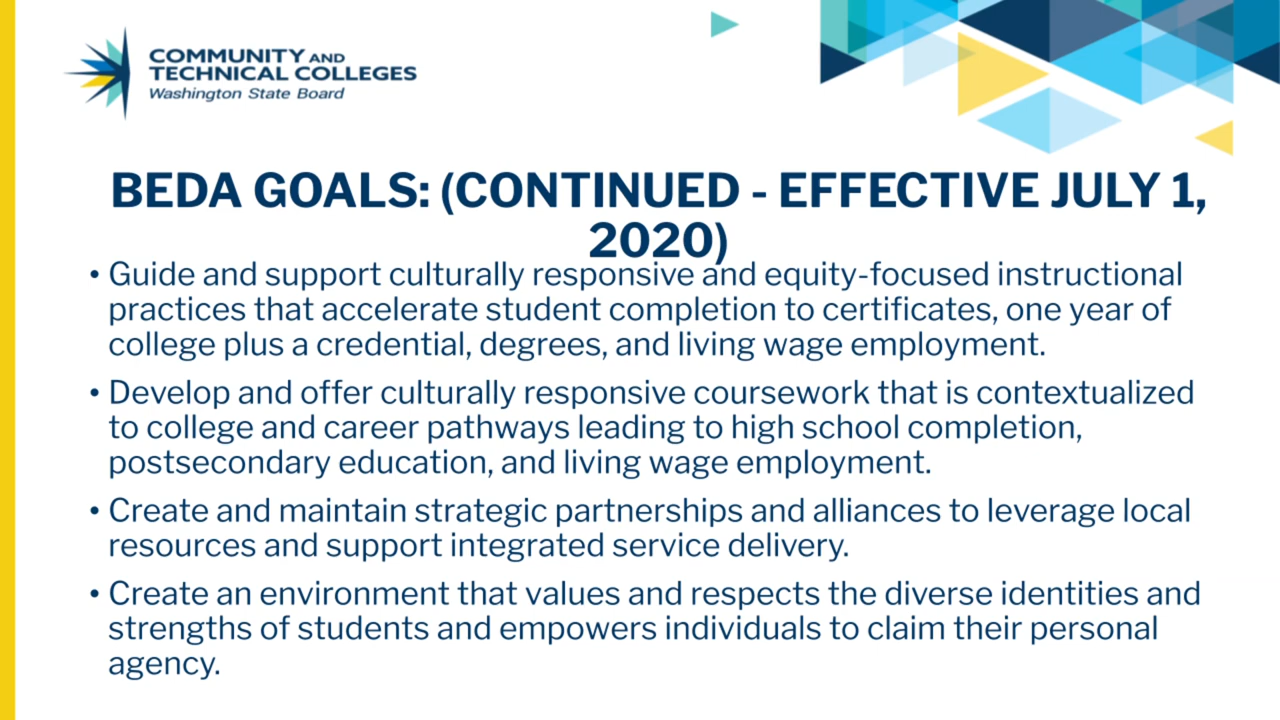 COMMUNITY AND
TECHNICAL COLLEGES
Washington State Board
BEDA GOALS: (CONTINUED - EFFECTIVE JULY 1,
2020)
• Guide and support culturally responsive and equity-focused instructional
practices that accelerate student completion to certificates, one year of
college plus a credential, degrees, and living wage employment.
• Develop and offer culturally responsive coursework that is contextualized
to college and career pathways leading to high school completion,
postsecondary education, and living wage employment.
• Create and maintain strategic partnerships and alliances to leverage local
resources and support integrated service delivery.
• Create an environment that values and respects the diverse identities and
strengths of students and empowers individuals to claim their personal
agency.